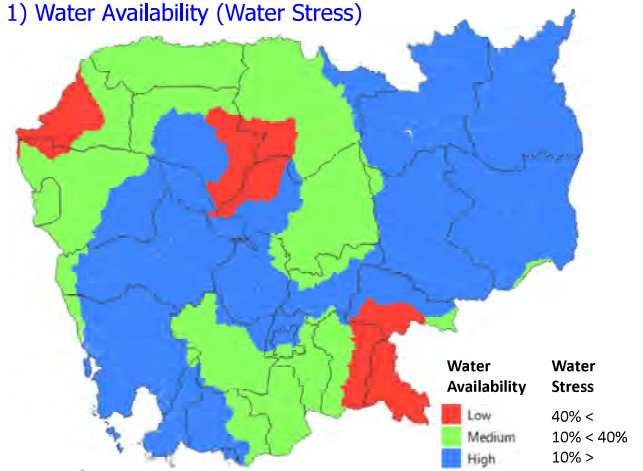 1) Water Availability (Water Stress)
Water Water
Availability Stress
Low 40% <
Medium 10% < 40%
High 10% >